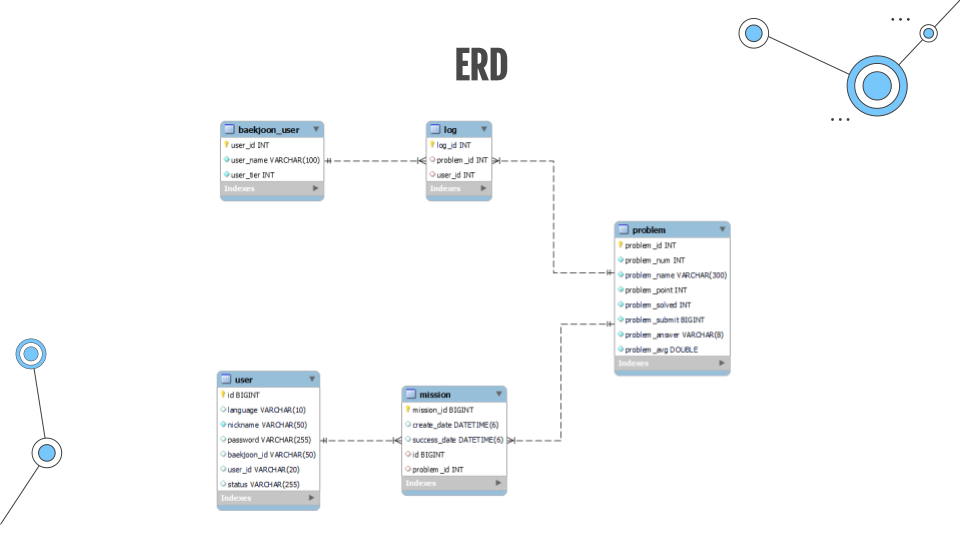 ERD
baekjoon_user
user_id INT
user_name VARCHAR(100)
user_tier INT
Indexes
log
log_id INT
problem_id INT
user_id INT
Indexes
problem
problem_id INT
problem_num INT
problem_name VARCHAR(300)
problem_point INT
problem_solved INT
problem_submit BIGINT
problem_answer VARCHAR(8)
problem_avg DOUBLE
Indexes
user
id BIGINT
language VARCHAR(10)
nickname VARCHAR(50)
password VARCHAR(255)
baekjoon_id VARCHAR(50)
user_id VARCHAR(20)
status VARCHAR(255)
Indexes
mission
mission_id BIGINT
create_date DATETIME(6)
success_date DATETIME(6)
id BIGINT
problem_id INT
Indexes